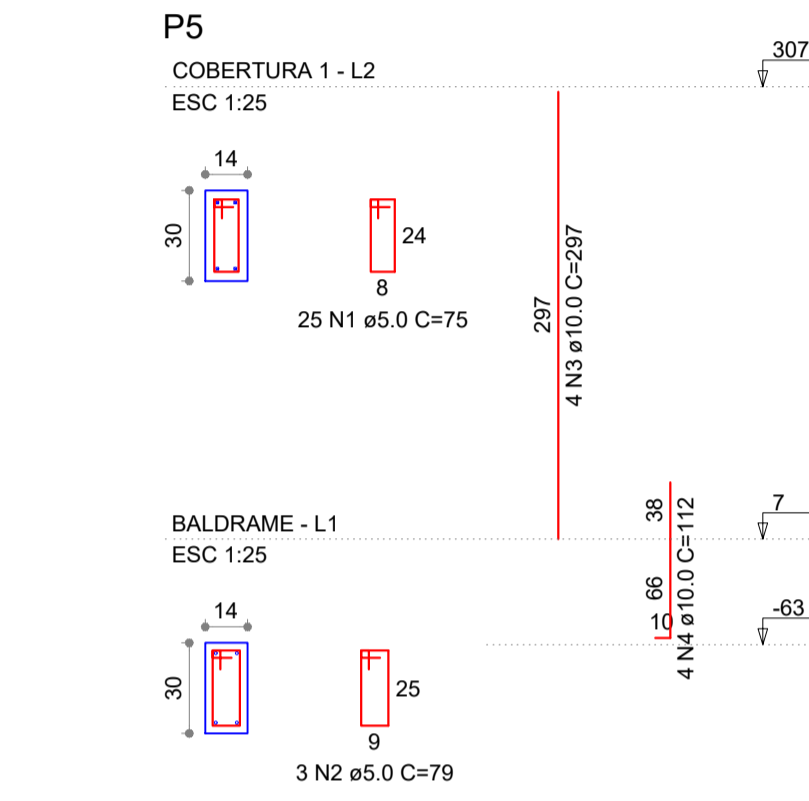 P5
COBERTURA 1 - L2
307
ESC 1:25
14
30
24
8
25 N1 ø5.0 C=75
297
4 N3 ø10.0 C=297
BALDRAME - L1
7
ESC 1:25
38
66
10
4 N4 ø10.0 C=112
-63
14
30
25
9
3 N2 ø5.0 C=79